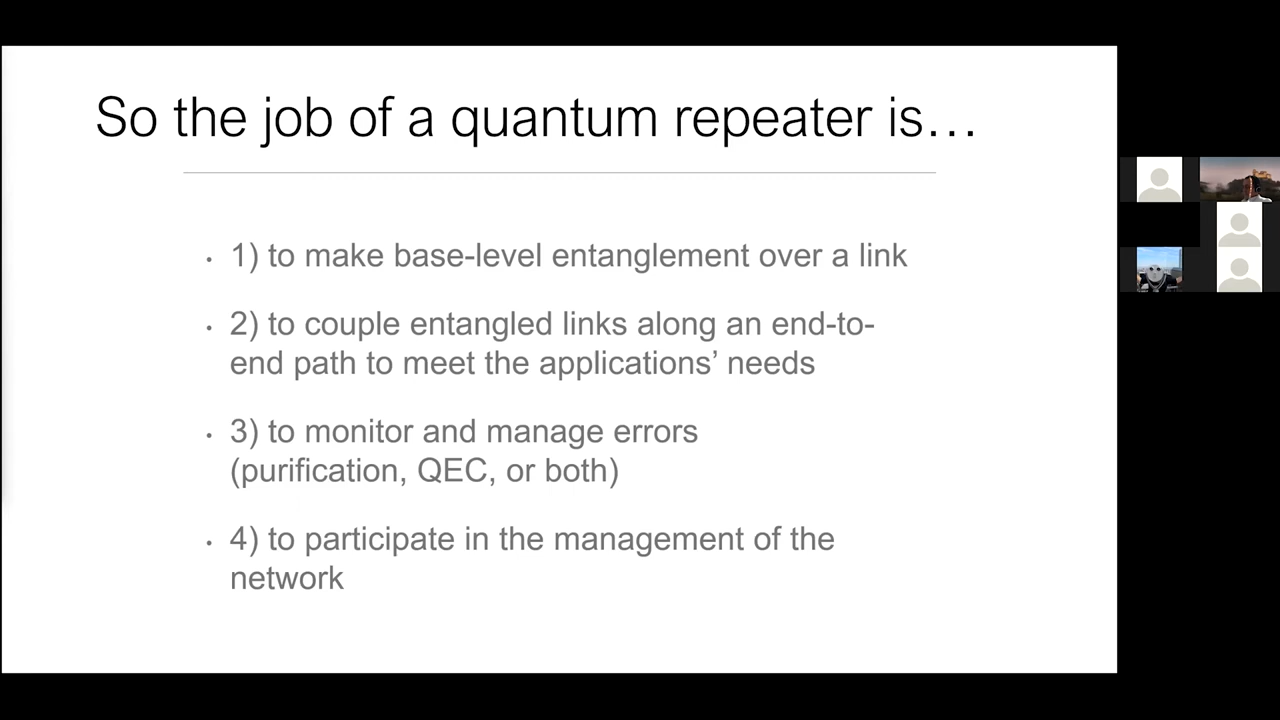 So the job of a quantum repeater is…
• 1) to make base-level entanglement over a link
• 2) to couple entangled links along an end-to-
end path to meet the applications’ needs
• 3) to monitor and manage errors
(purification, QEC, or both)
• 4) to participate in the management of the
network